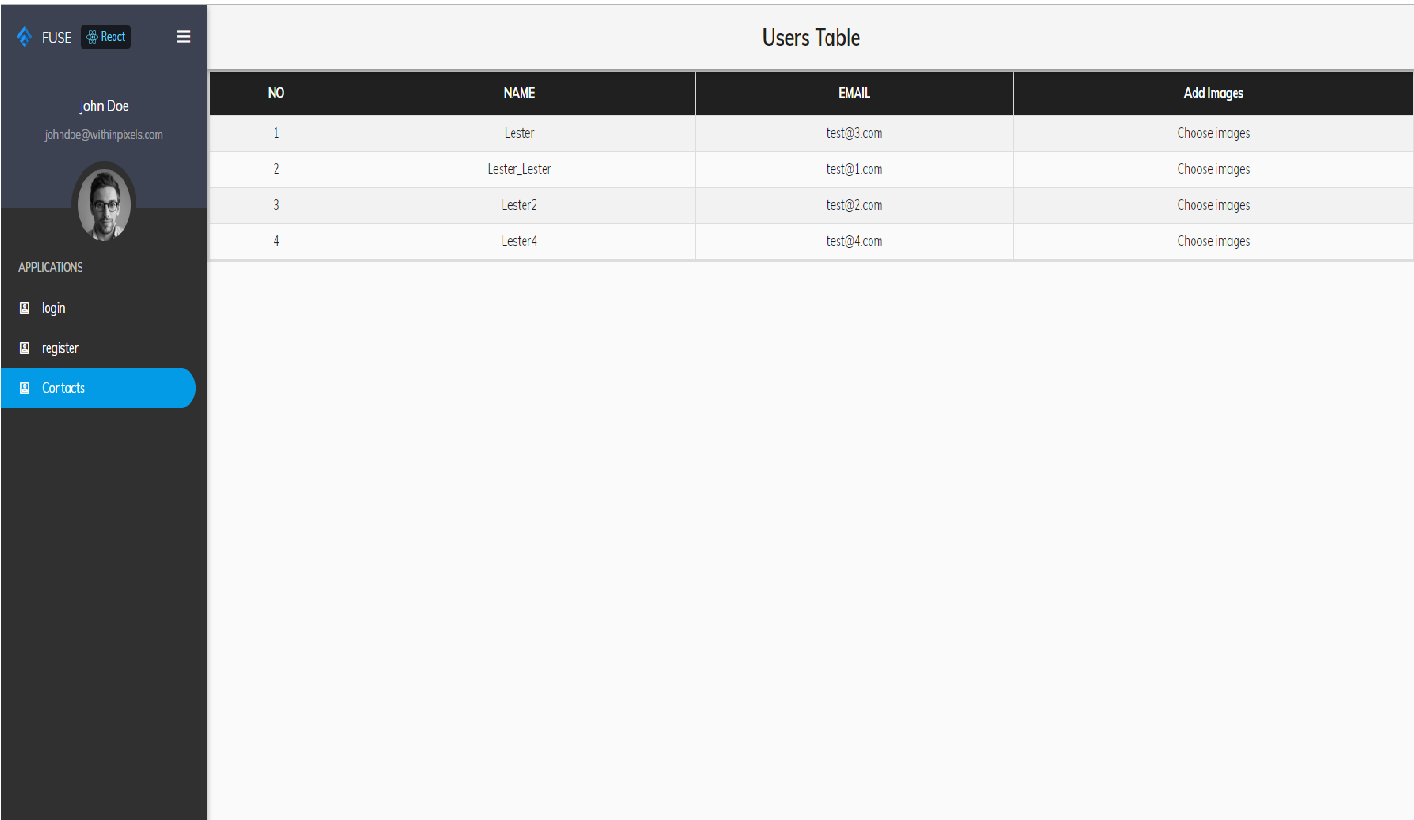 FUSE React
John Doe
johndoe@withinpixels.com
APPLICATIONS
login
register
Contacts
Users Table
NO NAME EMAIL Add Images
1 Lester test@3.com Choose images
2 Lester_Lester test@1.com Choose images
3 Lester2 test@2.com Choose images
4 Lester4 test@4.com Choose images